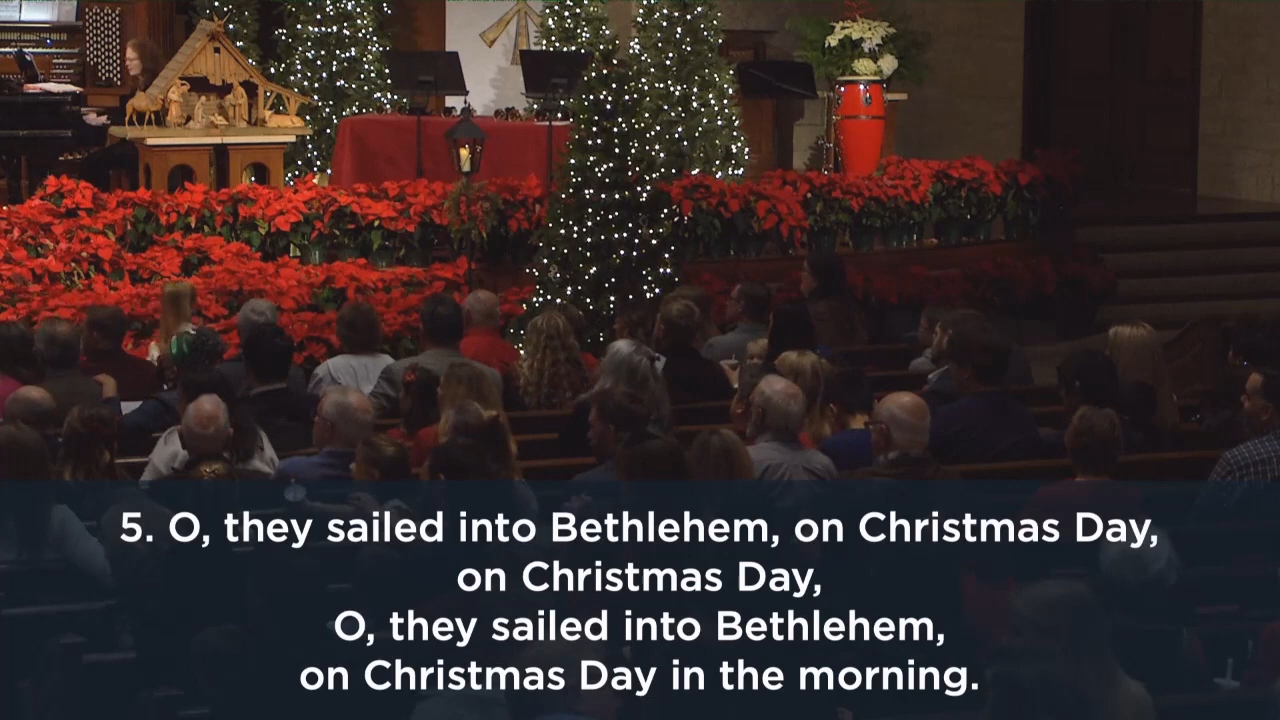 5. O, they sailed into Bethlehem, on Christmas Day,
on Christmas Day,
O, they sailed into Bethlehem,
on Christmas Day in the morning.